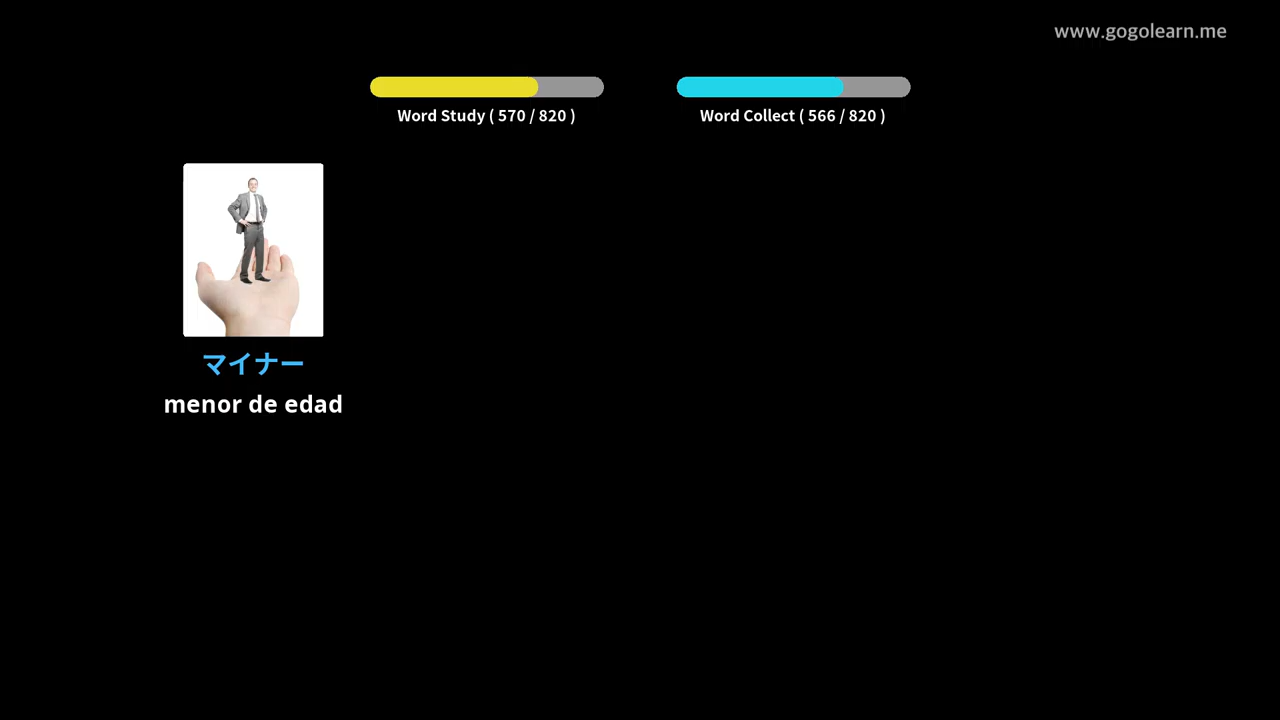 www.gogolearn.me
Word Study ( 570 / 820 )
Word Collect ( 566 / 820 )
マイナー
menor de edad